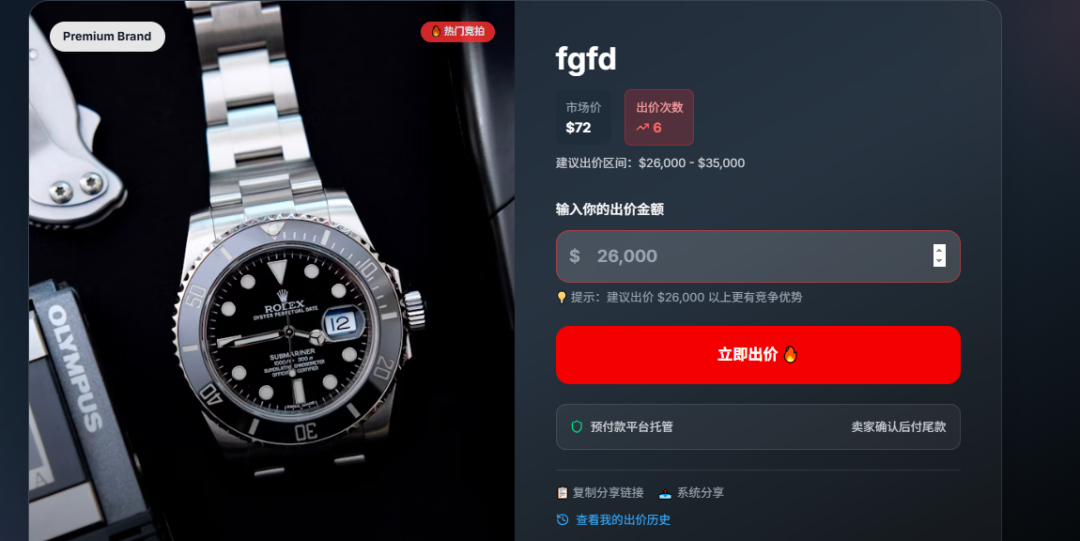 Premium Brand
🔥 热门竞拍
fgfd
市场价
$72
出价次数
6
建议出价区间：$26,000 - $35,000
输入你的出价金额
$ 26,000
💡 提示：建议出价 $26,000 以上更有竞争优势
立即出价 🔥
预付款平台托管
卖家确认后付尾款
📋 复制分享链接
📤 系统分享
查看我的出价历史
OLYMPUS
50
10
20
30
40
ROLEX
OYSTER PERPETUAL DATE
12
SUBMARINER
SUPERLATIVE CHRONOMETER
OFFICIALLY CERTIFIED